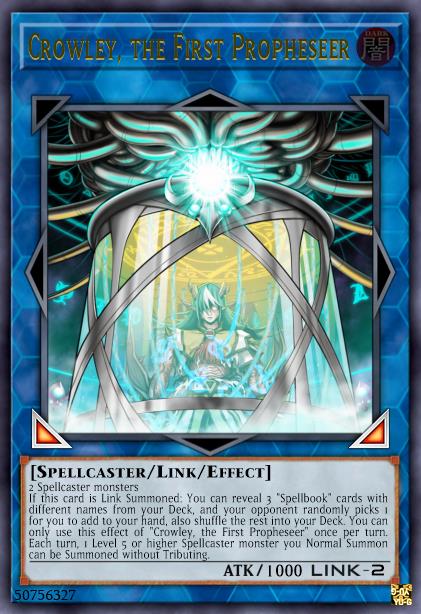 Crowley, the First Propheseer
DARK
闇
[Spellcaster/Link/Effect]
2 Spellcaster monsters
If this card is Link Summoned: You can reveal 3 "Spellbook" cards with
different names from your Deck, and your opponent randomly picks 1
for you to add to your hand, also shuffle the rest into your Deck. You can
only use this effect of "Crowley, the First Propheseer" once per turn.
Each turn, 1 Level 5 or higher Spellcaster monster you Normal Summon
can be Summoned without Tributing.
ATK/1000 LINK-2
50756327